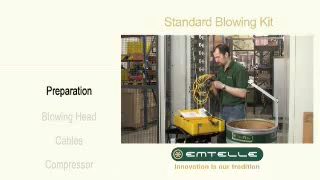 Standard Blowing Kit
Preparation
Blowing Head
Cables
Compressor
EMTELLE
Innovation is our tradition